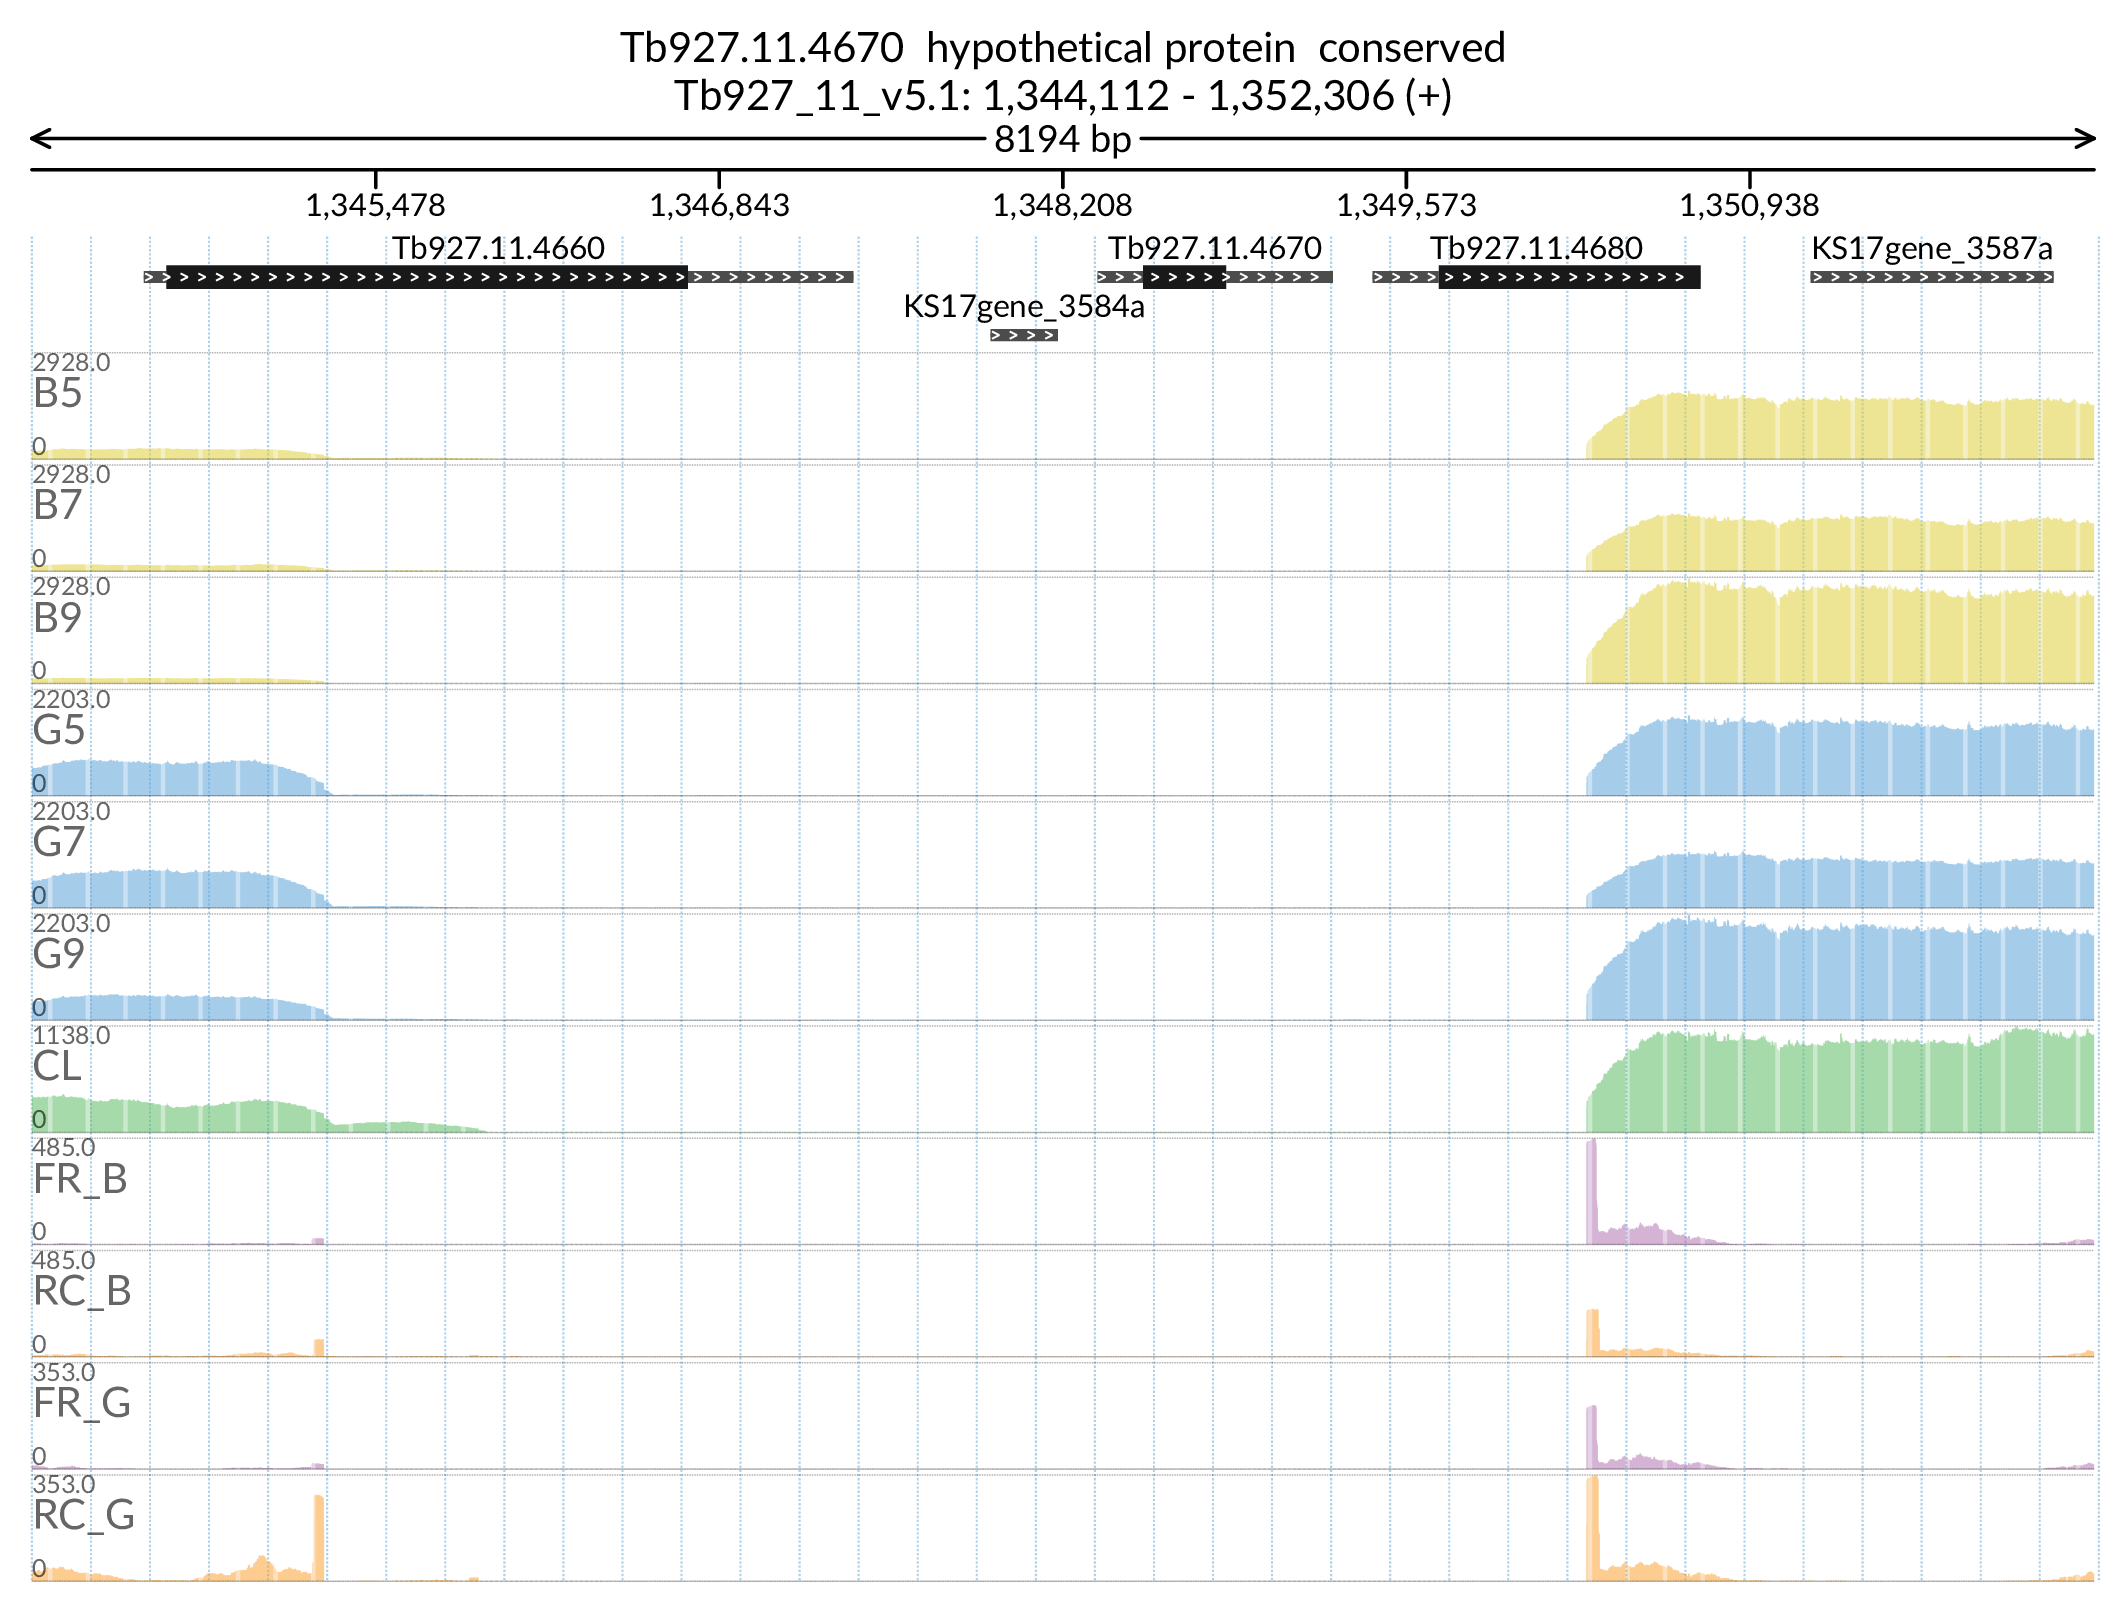 Tb927.11.4670  hypothetical protein  conserved
Tb927_11_v5.1: 1,344,112 - 1,352,306 (+)
8194 bp
1,345,478 1,346,843 1,348,208 1,349,573 1,350,938
Tb927.11.4660 Tb927.11.4670 Tb927.11.4680 KS17gene_3587a
KS17gene_3584a
2928.0
B5
0
2928.0
B7
0
2928.0
B9
0
2203.0
G5
0
2203.0
G7
0
2203.0
G9
0
1138.0
CL
0
485.0
FR_B
0
485.0
RC_B
0
353.0
FR_G
0
353.0
RC_G
0